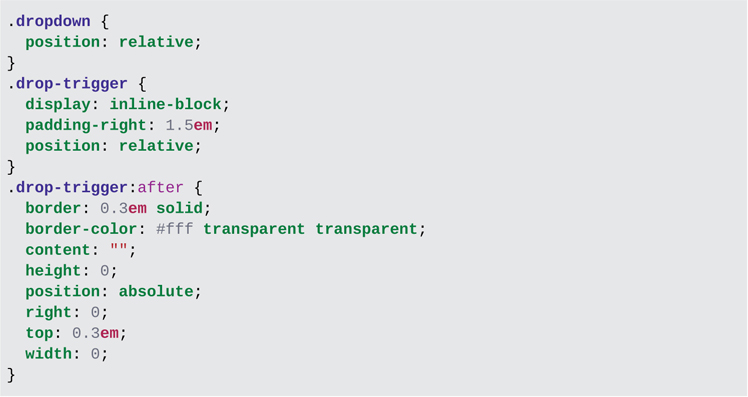 .dropdown {
  position: relative;
}
.drop-trigger {
  display: inline-block;
  padding-right: 1.5em;
  position: relative;
}
.drop-trigger:after {
  border: 0.3em solid;
  border-color: #fff transparent transparent;
  content: "";
  height: 0;
  position: absolute;
  right: 0;
  top: 0.3em;
  width: 0;
}